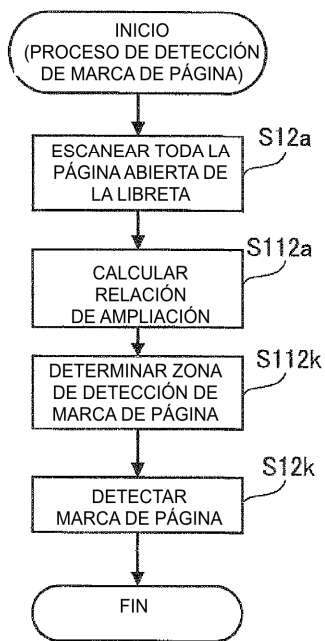 INICIO
(PROCESO DE DETECCIÓN
DE MARCA DE PÁGINA)
S12a
ESCANEAR TODA LA
PÁGINA ABIERTA DE
LA LIBRETA
S112a
CALCULAR
RELACIÓN
DE AMPLIACIÓN
S112k
DETERMINAR ZONA
DE DETECCIÓN DE
MARCA DE PÁGINA
S12k
DETECTAR
MARCA DE PÁGINA
FIN